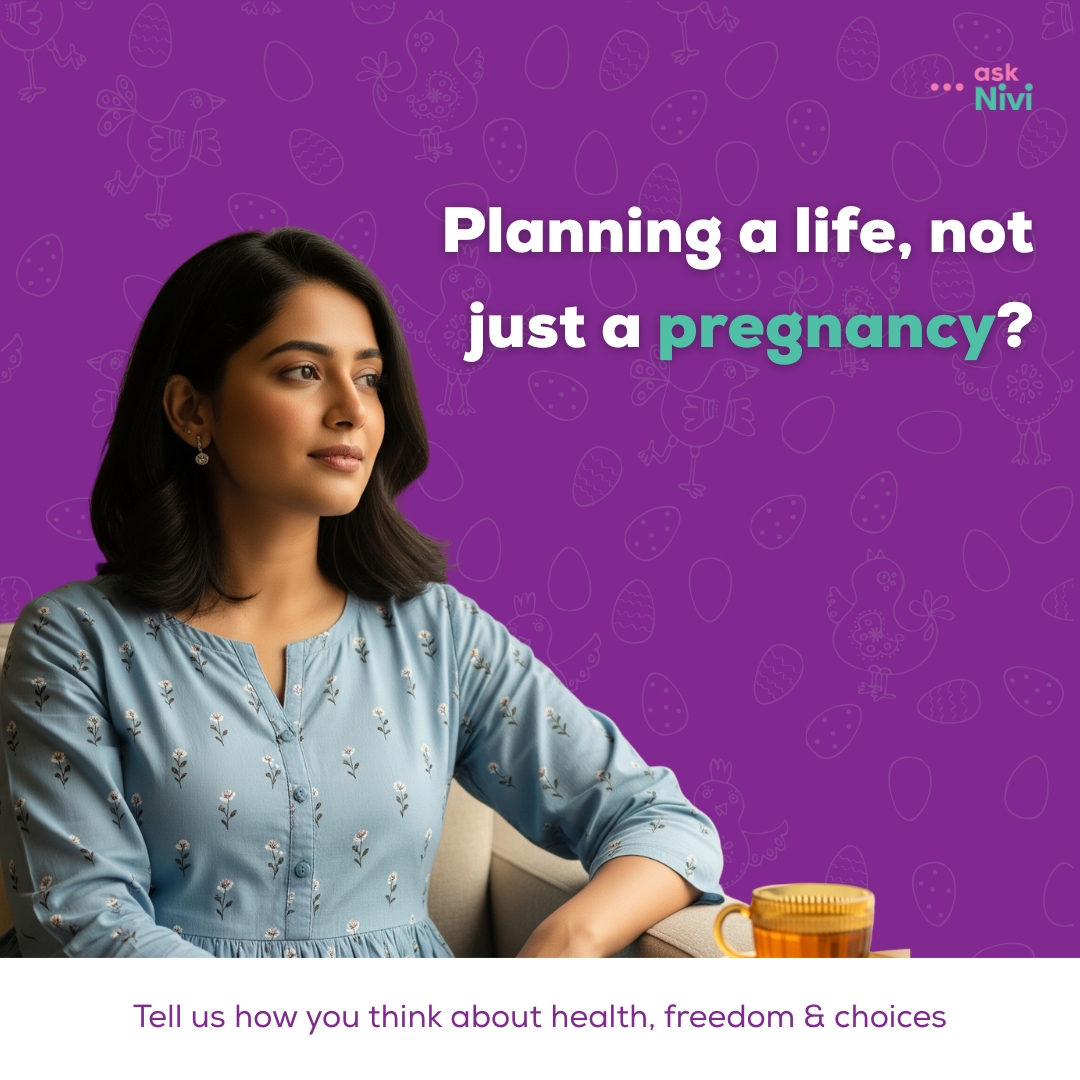 ask
Nivi
Planning a life, not
just a pregnancy?
Tell us how you think about health, freedom & choices